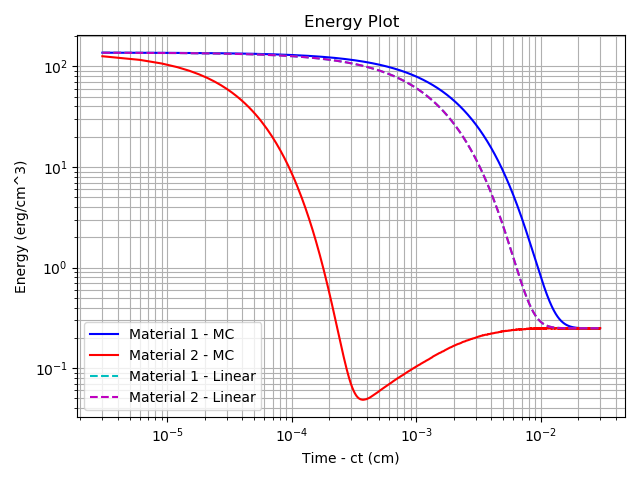 Energy Plot
Energy (erg/cm^3)
10^2
10^1
10^0
10^-1
Material 1 - MC
Material 2 - MC
Material 1 - Linear
Material 2 - Linear
10^-5
10^-4
10^-3
10^-2
Time - ct (cm)